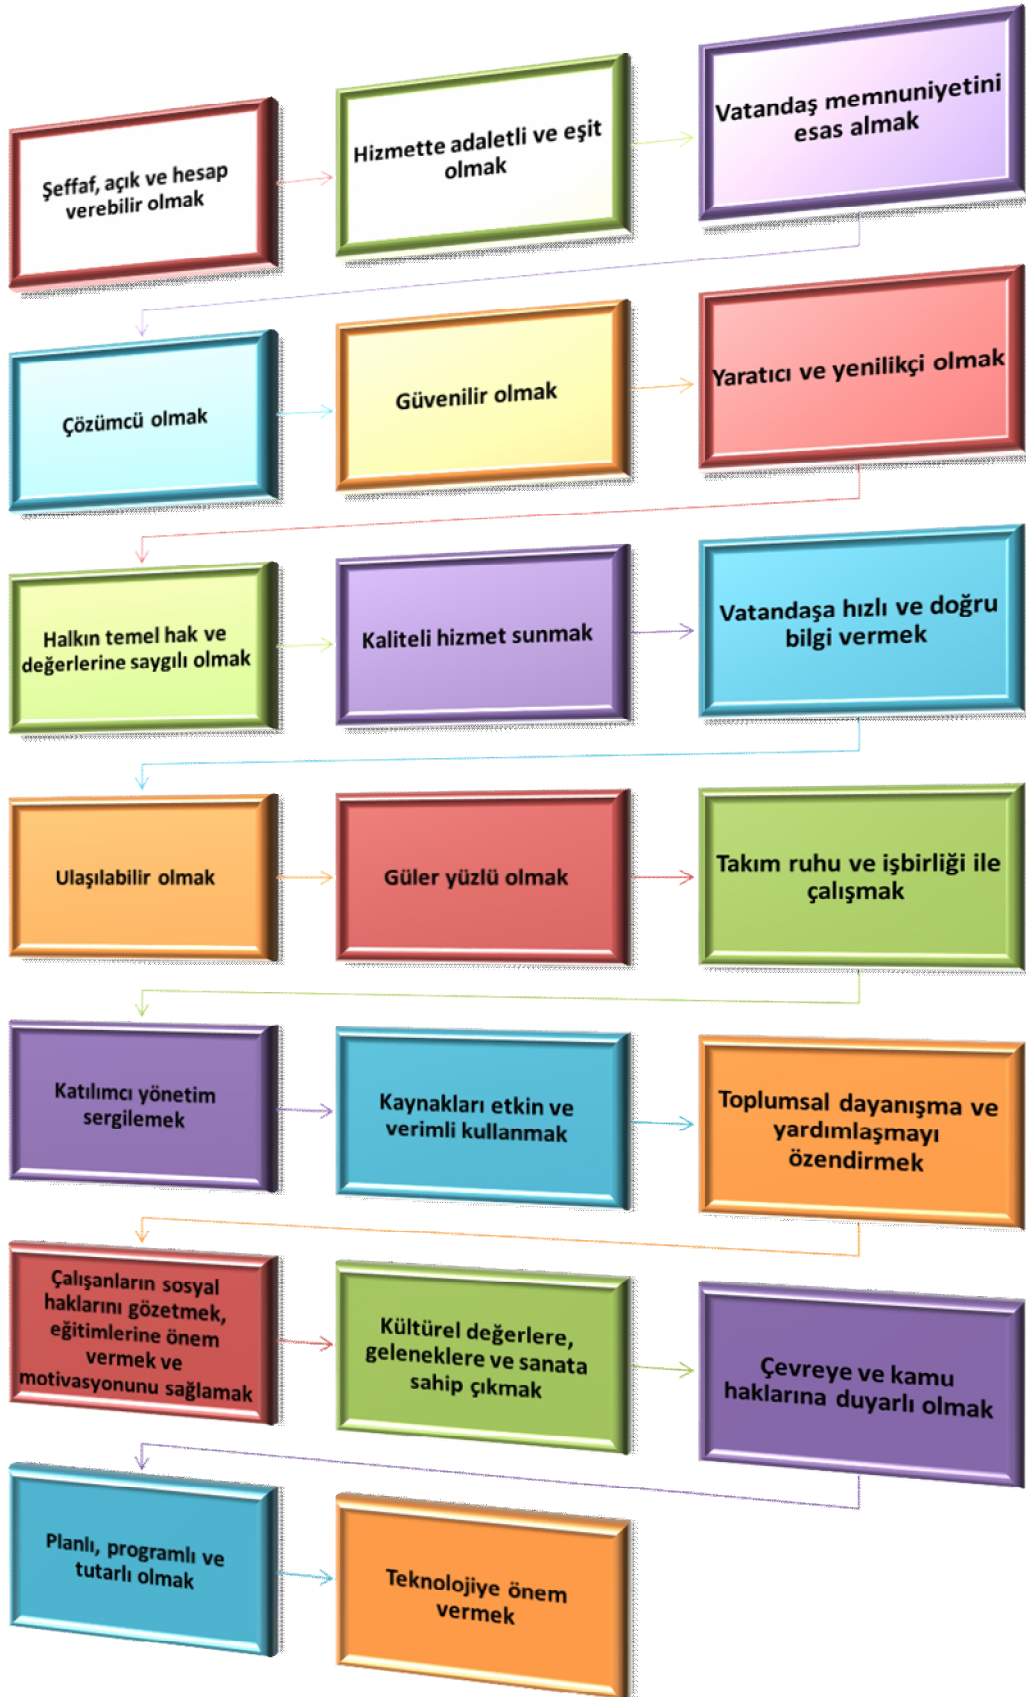 Şeffaf, açık ve hesap
verebilir olmak
Hizmette adaletli ve eşit
olmak
Vatandaş memnuniyetini
esas almak
Çözümcü olmak
Güvenilir olmak
Yaratıcı ve yenilikçi olmak
Halkın temel hak ve
değerlerine saygılı olmak
Kaliteli hizmet sunmak
Vatandaşa hızlı ve doğru
bilgi vermek
Ulaşılabilir olmak
Güler yüzlü olmak
Takım ruhu ve işbirliği ile
çalışmak
Katılımcı yönetim
sergilemek
Kaynakları etkin ve
verimli kullanmak
Toplumsal dayanışma ve
yardımlaşmayı
özendirmek
Çalışanların sosyal
haklarını gözetmek,
eğitimlerine önem
vermek ve
motivasyonunu sağlamak
Kültürel değerlere,
geleneklere ve sanata
sahip çıkmak
Çevreye ve kamu
haklarına duyarlı olmak
Planlı, programlı ve
tutarlı olmak
Teknolojiye önem
vermek